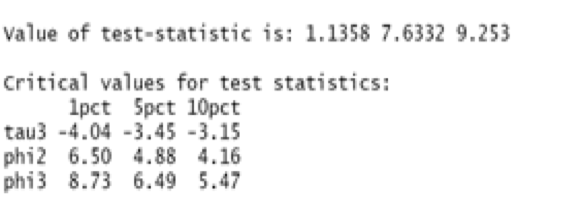 Value of test-statistic is: 1.1358 7.6332 9.253
Critical values for test statistics:
1pct 5pct 10pct
tau3 -4.04 -3.45 -3.15
phi2 6.50 4.88 4.16
phi3 8.73 6.49 5.47